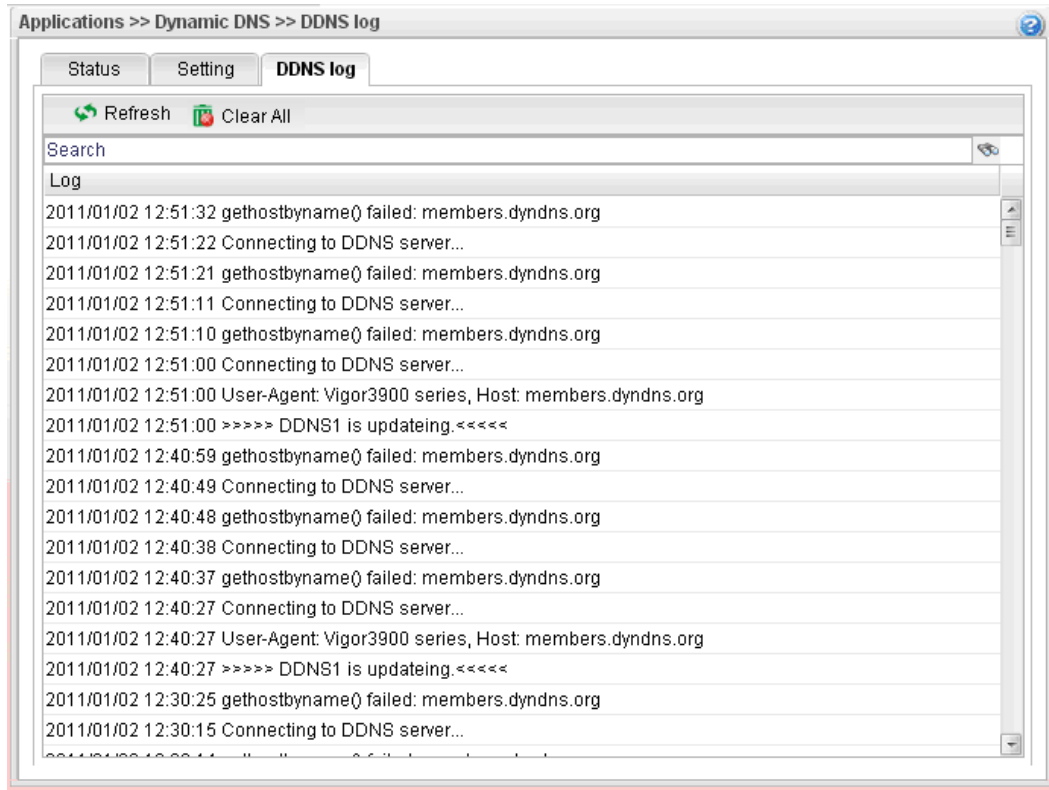 Applications >> Dynamic DNS >> DDNS log
Status Setting DDNS log
Refresh Clear All
Search
Log
2011/01/02 12:51:32 gethostbyname() failed: members.dyndns.org
2011/01/02 12:51:22 Connecting to DDNS server...
2011/01/02 12:51:21 gethostbyname() failed: members.dyndns.org
2011/01/02 12:51:11 Connecting to DDNS server...
2011/01/02 12:51:10 gethostbyname() failed: members.dyndns.org
2011/01/02 12:51:00 Connecting to DDNS server...
2011/01/02 12:51:00 User-Agent: Vigor3900 series, Host: members.dyndns.org
2011/01/02 12:51:00 >>>>> DDNS1 is updateing.<<<<<
2011/01/02 12:40:59 gethostbyname() failed: members.dyndns.org
2011/01/02 12:40:49 Connecting to DDNS server...
2011/01/02 12:40:48 gethostbyname() failed: members.dyndns.org
2011/01/02 12:40:38 Connecting to DDNS server...
2011/01/02 12:40:37 gethostbyname() failed: members.dyndns.org
2011/01/02 12:40:27 Connecting to DDNS server...
2011/01/02 12:40:27 User-Agent: Vigor3900 series, Host: members.dyndns.org
2011/01/02 12:40:27 >>>>> DDNS1 is updateing.<<<<<
2011/01/02 12:30:25 gethostbyname() failed: members.dyndns.org
2011/01/02 12:30:15 Connecting to DDNS server...